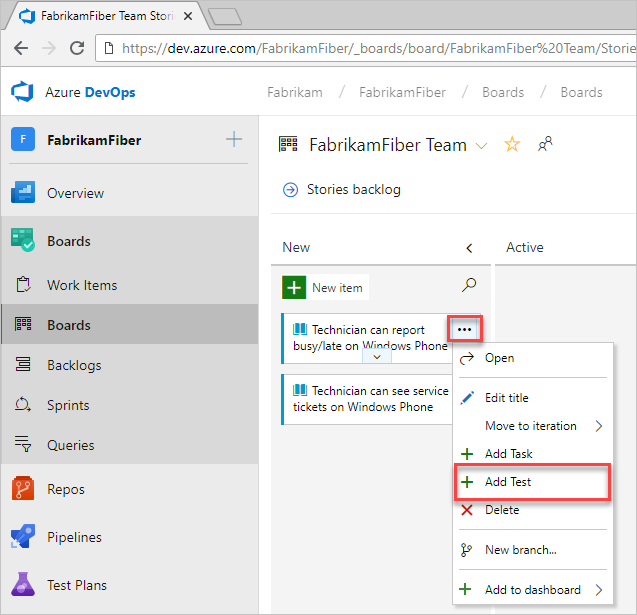 FabrikamFiber Team Stori
https://dev.azure.com/FabrikamFiber/_boards/board/FabrikamFiber%20Team/Storie
Azure DevOps
Fabrikam / FabrikamFiber / Boards / Boards
F FabrikamFiber
FabrikamFiber Team
Overview
Stories backlog
Boards
New
Active
Work Items
New item
Boards
Technician can report
busy/late on Windows Phone
Open
Backlogs
Technician can see service
tickets on Windows Phone
Edit title
Sprints
Move to iteration
Queries
Add Task
Repos
Add Test
Delete
Pipelines
New branch...
Test Plans
Add to dashboard